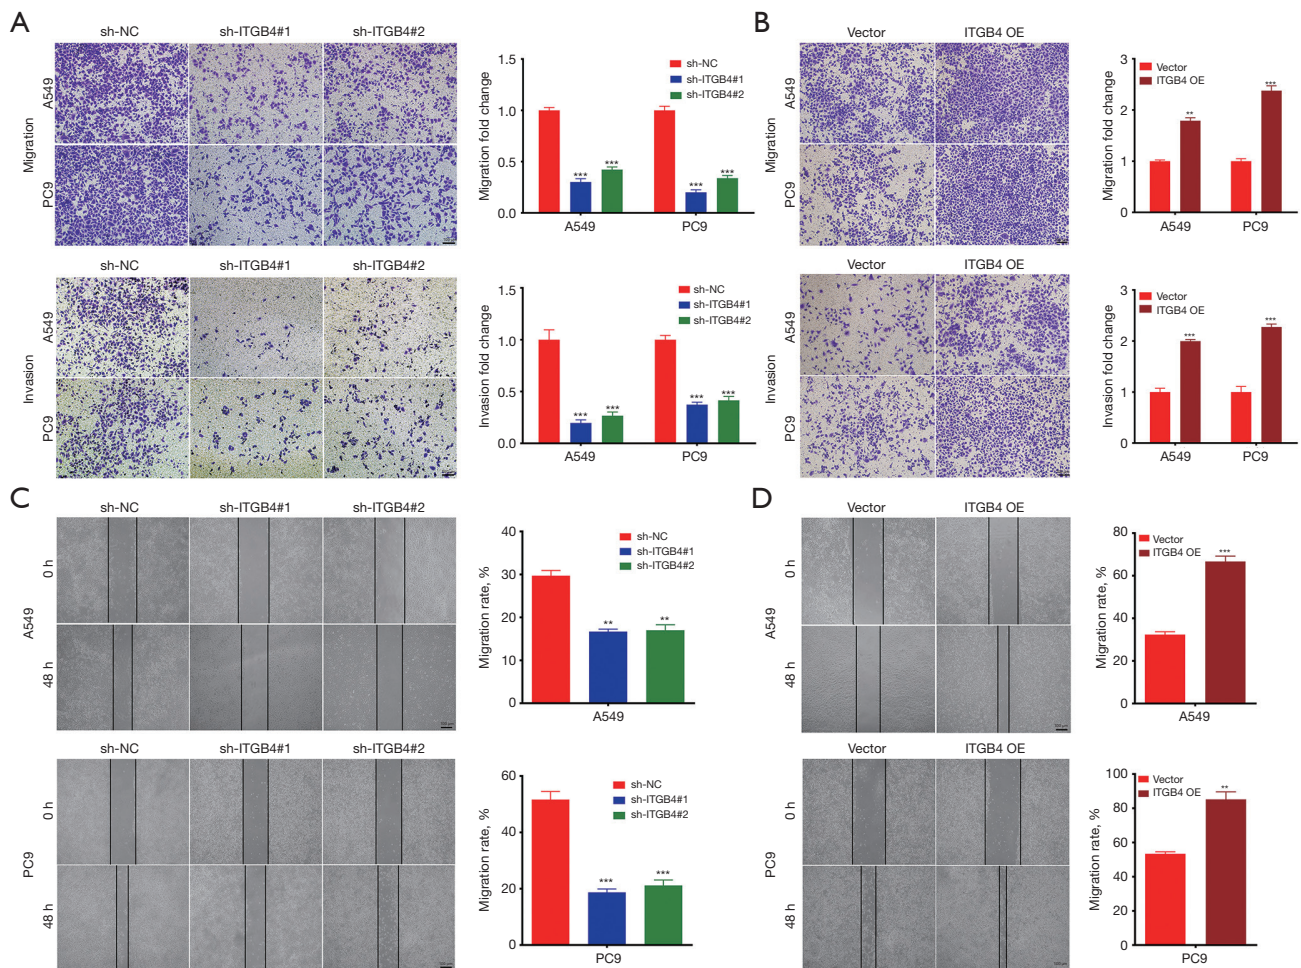 A
sh-NC sh-ITGB4#1 sh-ITGB4#2
A549
Migration
PC9
1.5
1.0
0.5
0.0
Migration fold change
sh-NC
sh-ITGB4#1
sh-ITGB4#2
*** *** *** ***
A549 PC9
sh-NC sh-ITGB4#1 sh-ITGB4#2
A549
Invasion
PC9
1.5
1.0
0.5
0.0
Invasion fold change
sh-NC
sh-ITGB4#1
sh-ITGB4#2
*** *** *** ***
A549 PC9
B
Vector ITGB4 OE
A549
Migration
PC9
3
2
1
0
Migration fold change
Vector
ITGB4 OE
** ***
A549 PC9
Vector ITGB4 OE
A549
Invasion
PC9
3
2
1
0
Invasion fold change
Vector
ITGB4 OE
*** ***
A549 PC9
C
sh-NC sh-ITGB4#1 sh-ITGB4#2
0 h
A549
48 h
40
30
20
10
0
Migration rate, %
sh-NC
sh-ITGB4#1
sh-ITGB4#2
** **
A549
sh-NC sh-ITGB4#1 sh-ITGB4#2
0 h
PC9
48 h
60
40
20
0
Migration rate, %
sh-NC
sh-ITGB4#1
sh-ITGB4#2
*** ***
PC9
D
Vector ITGB4 OE
0 h
A549
48 h
80
60
40
20
0
Migration rate, %
Vector
ITGB4 OE
***
A549
Vector ITGB4 OE
0 h
PC9
48 h
100
80
60
40
20
0
Migration rate, %
Vector
ITGB4 OE
**
PC9